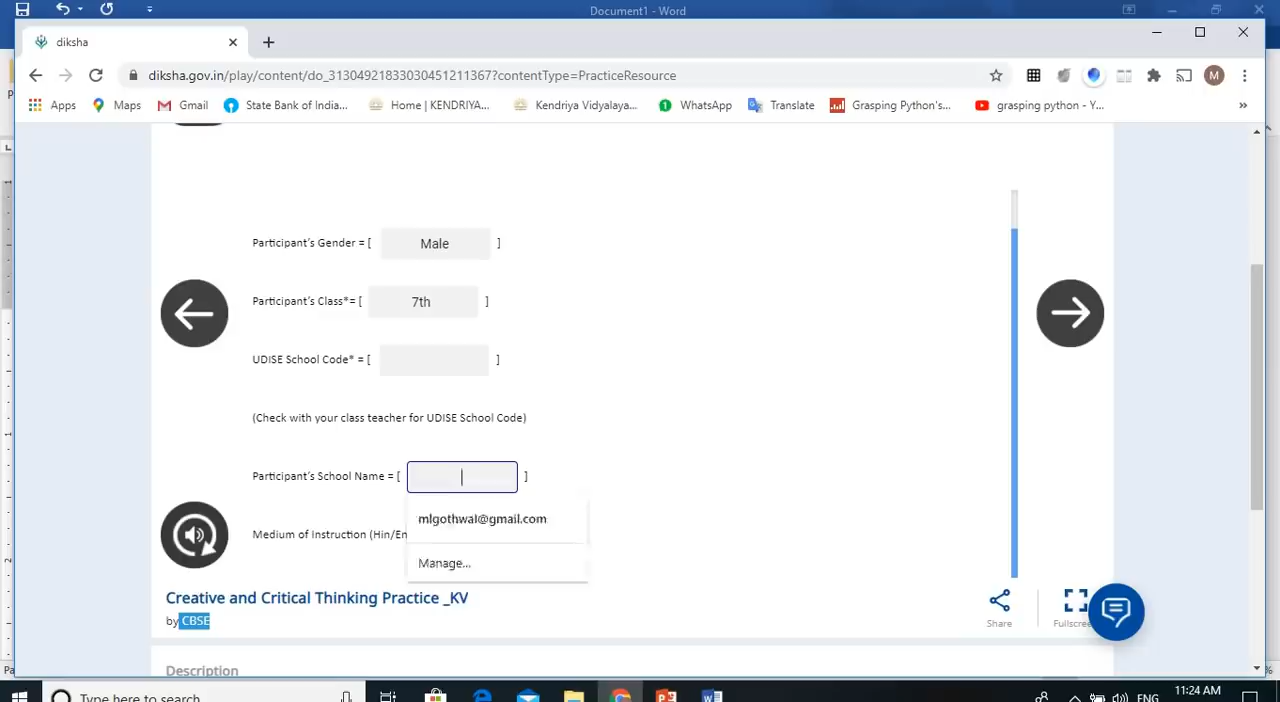 Document1 - Word
diksha
diksha.gov.in/play/content/do_31304921833030451211367?contentType=PracticeResource
M
Apps
Maps
Gmail
State Bank of India...
Home | KENDRIYA...
Kendriya Vidyalaya...
1
WhatsApp
Translate
Grasping Python's...
grasping python - Y...
»
Participant's Gender = [ Male ]
Participant's Class*= [ 7th ]
UDISE School Code* = [ ]
(Check with your class teacher for UDISE School Code)
Participant's School Name = [ ]
mlgothwal@gmail.com
Medium of Instruction (Hin/En
Manage...
Creative and Critical Thinking Practice _KV
by CBSE
Share
Fullscree
Description
Type here to search
ENG
11:24 AM